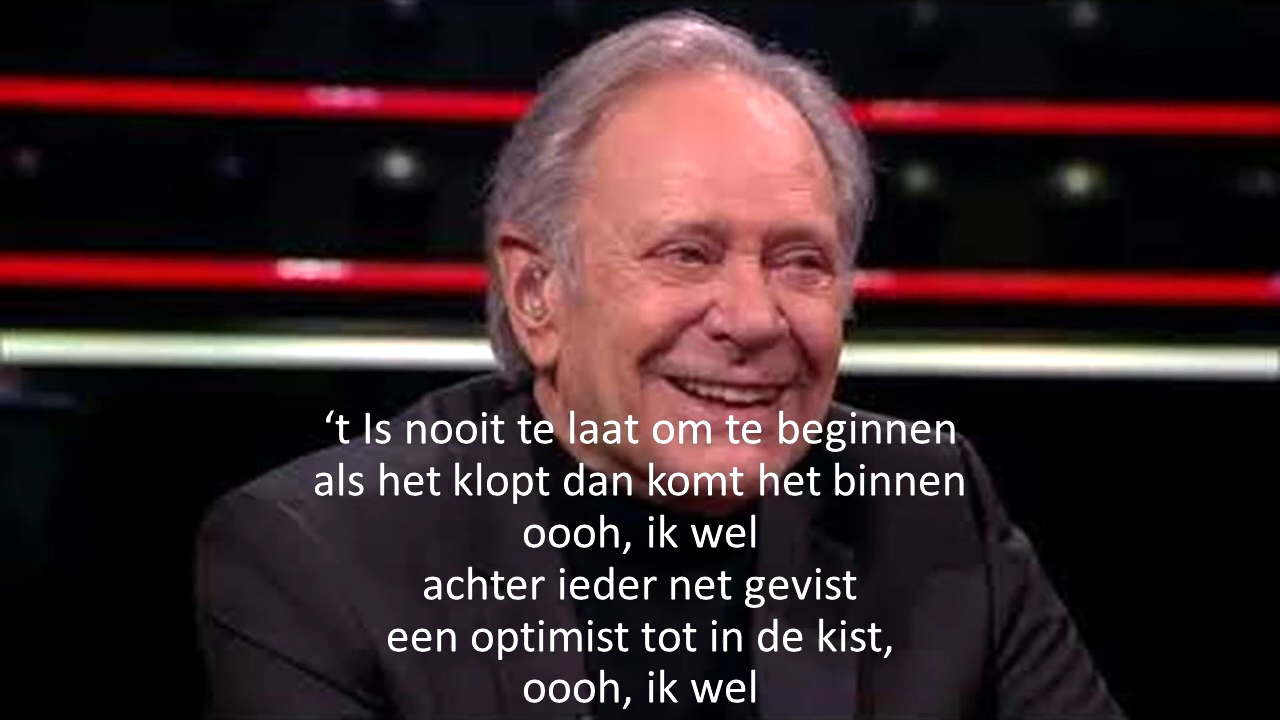 ‘t Is nooit te laat om te beginnen
als het klopt dan komt het binnen
oooh, ik wel
achter ieder net gevist
een optimist tot in de kist,
oooh, ik wel